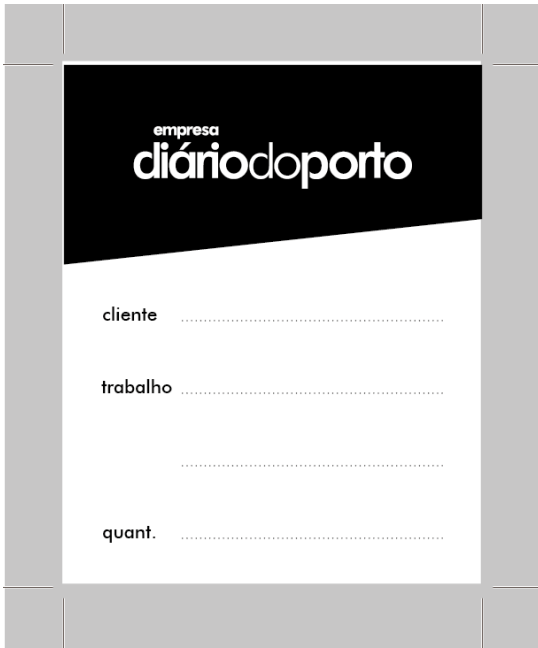 empresa
diáriodoporto
cliente
trabalho
quant.